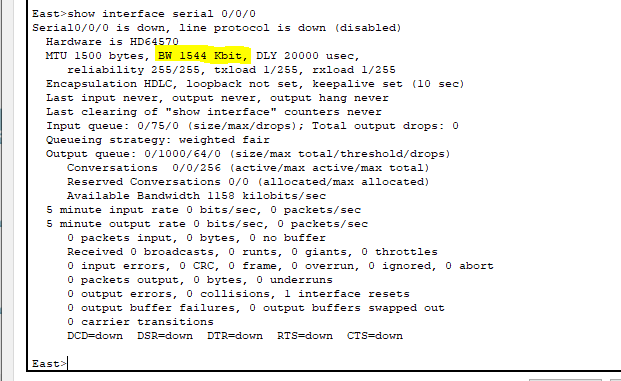 East>show interface serial 0/0/0
Serial0/0/0 is down, line protocol is down (disabled)
Hardware is HD64570
MTU 1500 bytes, BW 1544 Kbit, DLY 20000 usec,
reliability 255/255, txload 1/255, rxload 1/255
Encapsulation HDLC, loopback not set, keepalive set (10 sec)
Last input never, output never, output hang never
Last clearing of "show interface" counters never
Input queue: 0/75/0 (size/max/drops); Total output drops: 0
Queueing strategy: weighted fair
Output queue: 0/1000/64/0 (size/max total/threshold/drops)
Conversations  0/0/256 (active/max active/max total)
Reserved Conversations 0/0 (allocated/max allocated)
Available Bandwidth 1158 kilobits/sec
5 minute input rate 0 bits/sec, 0 packets/sec
5 minute output rate 0 bits/sec, 0 packets/sec
0 packets input, 0 bytes, 0 no buffer
Received 0 broadcasts, 0 runts, 0 giants, 0 throttles
0 input errors, 0 CRC, 0 frame, 0 overrun, 0 ignored, 0 abort
0 packets output, 0 bytes, 0 underruns
0 output errors, 0 collisions, 1 interface resets
0 output buffer failures, 0 output buffers swapped out
0 carrier transitions
DCD=down  DSR=down  DTR=down  RTS=down  CTS=down
East>